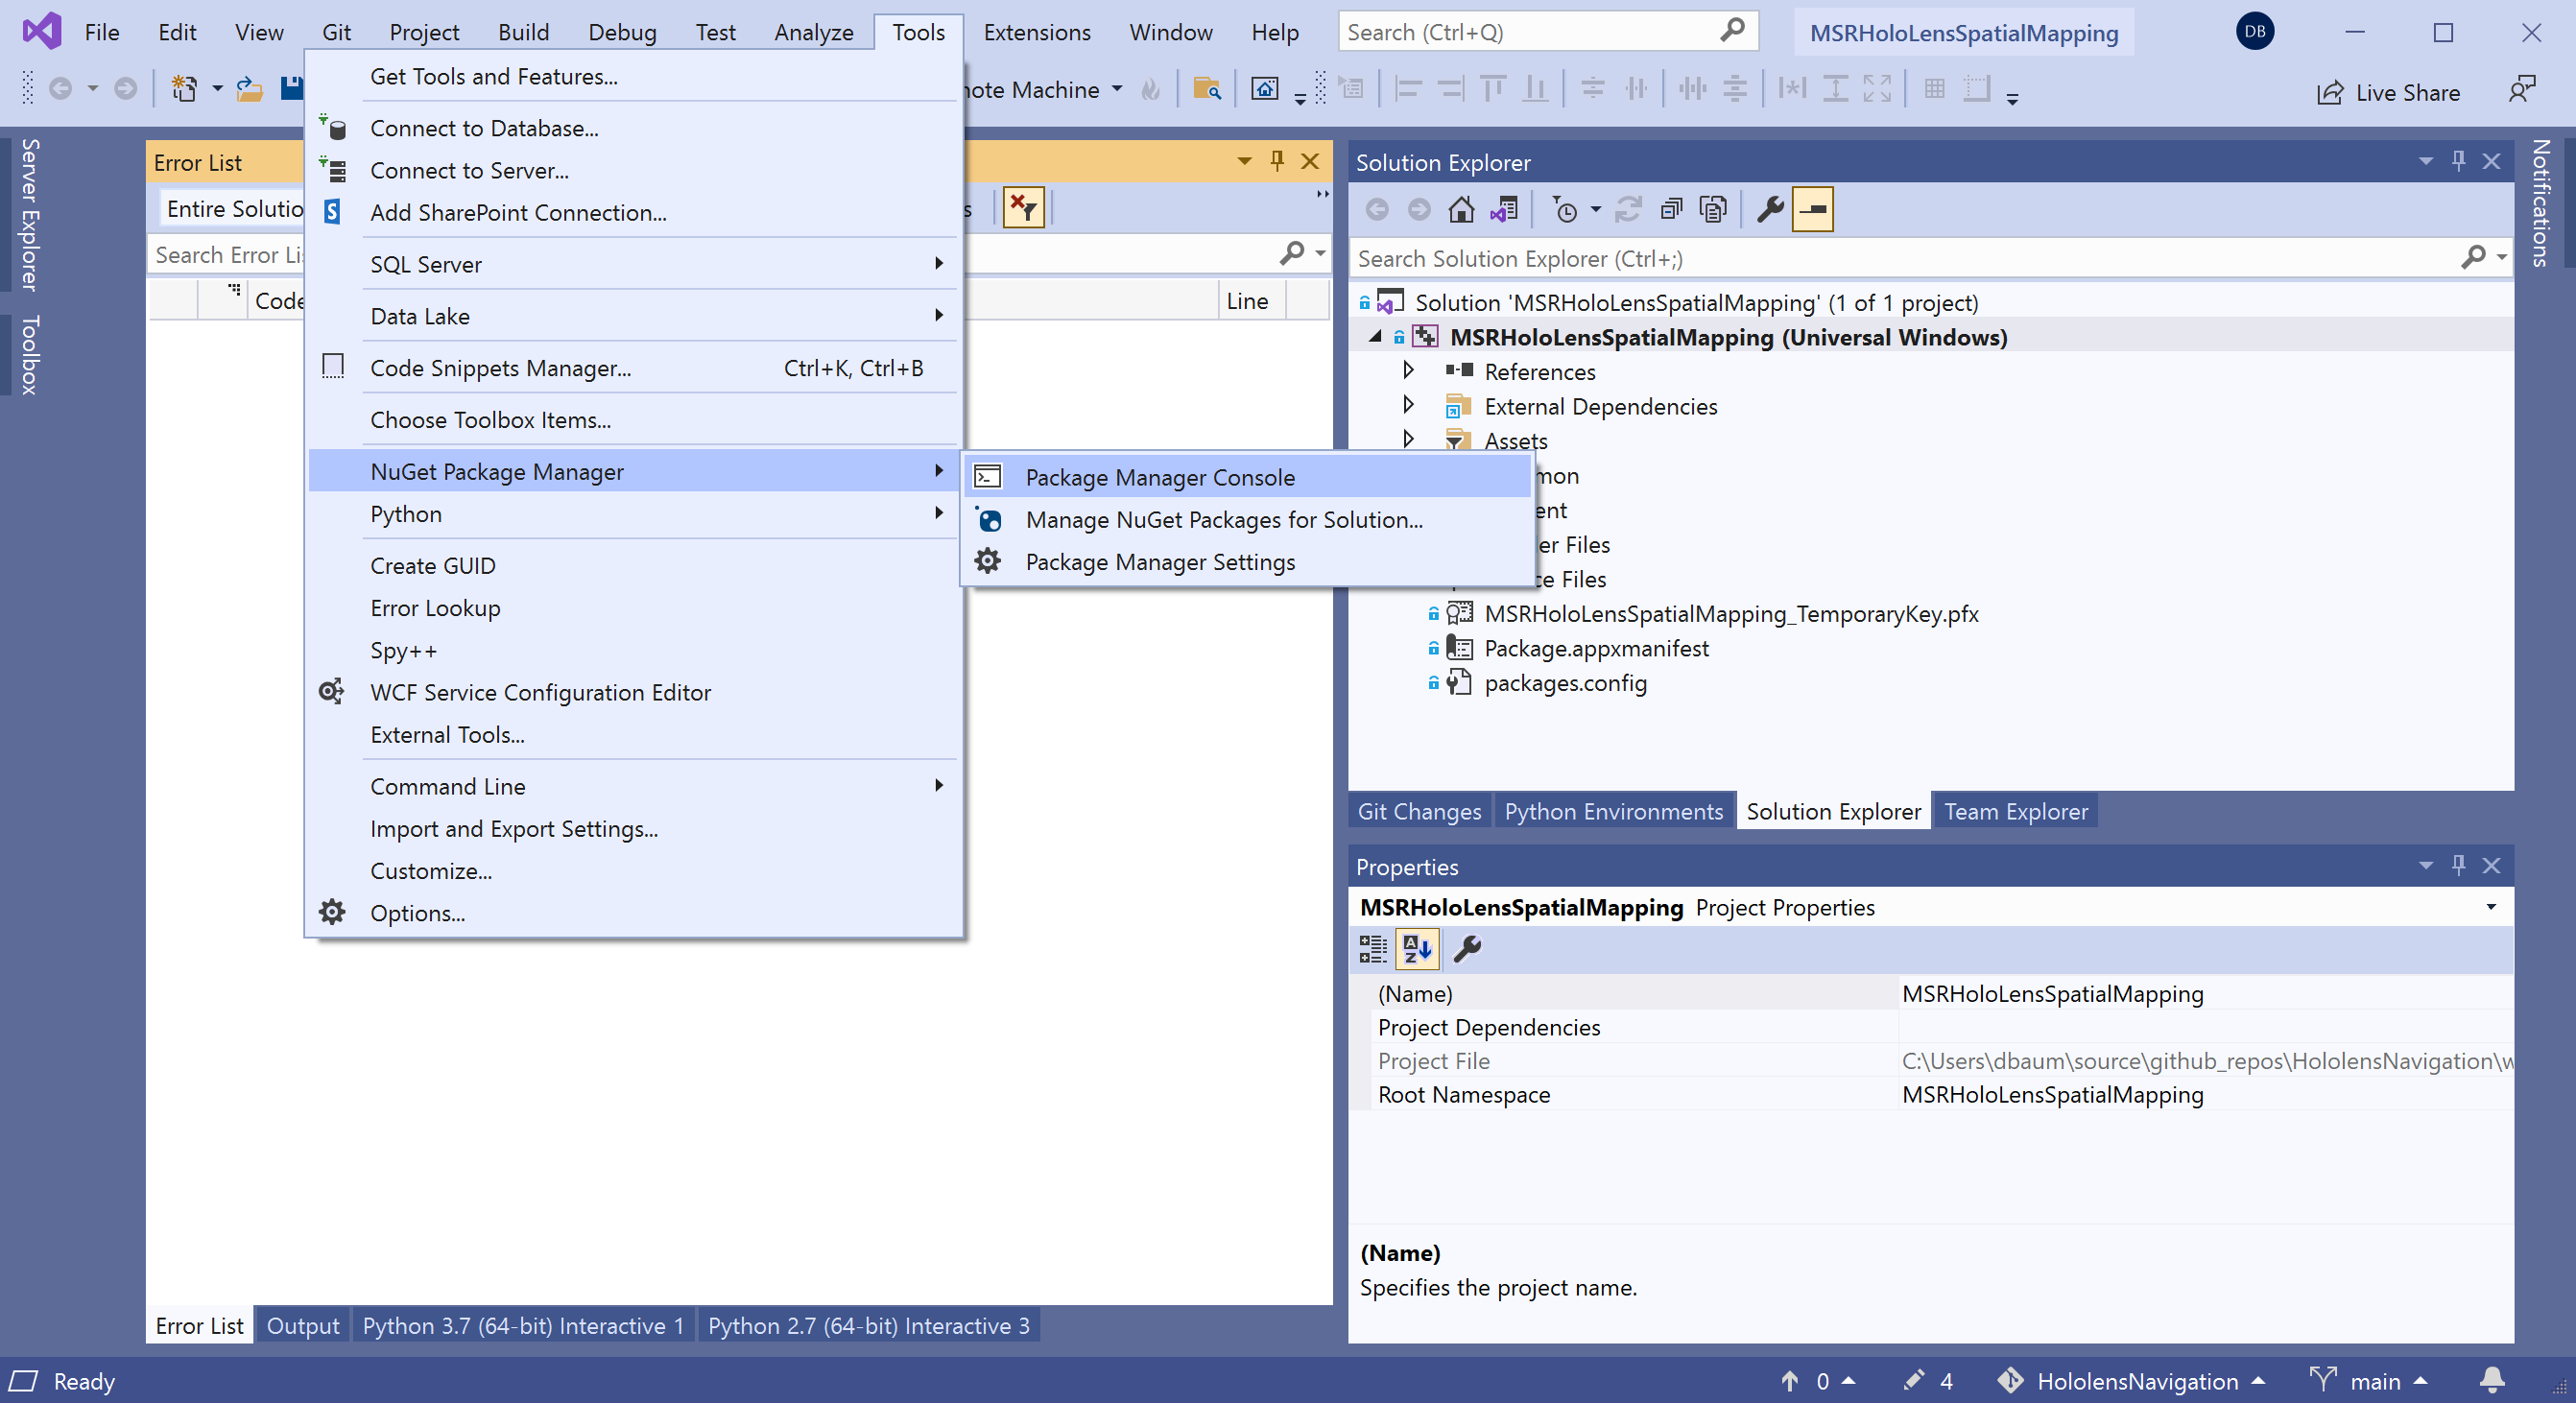 File Edit View Git Project Build Debug Test Analyze Tools Extensions Window Help Search (Ctrl+Q) MSRHoloLensSpatialMapping DB
Machine Live Share
Server Explorer
Toolbox
Get Tools and Features...
Connect to Database...
Connect to Server...
Add SharePoint Connection...
SQL Server
Data Lake
Code Snippets Manager... Ctrl+K, Ctrl+B
Choose Toolbox Items...
NuGet Package Manager
Python
Create GUID
Error Lookup
Spy++
WCF Service Configuration Editor
External Tools...
Command Line
Import and Export Settings...
Customize...
Options...
Package Manager Console
Manage NuGet Packages for Solution...
Package Manager Settings
Error List
Entire
Search Error
Code Line
Error List Output Python 3.7 (64-bit) Interactive 1 Python 2.7 (64-bit) Interactive 3
Solution Explorer
Search Solution Explorer (Ctrl+;)
Solution 'MSRHoloLensSpatialMapping' (1 of 1 project)
MSRHoloLensSpatialMapping (Universal Windows)
References
External Dependencies
Assets
Files
Files
MSRHoloLensSpatialMapping_TemporaryKey.pfx
Package.appxmanifest
packages.config
Git Changes Python Environments Solution Explorer Team Explorer
Properties
MSRHoloLensSpatialMapping Project Properties
(Name) MSRHoloLensSpatialMapping
Project Dependencies
Project File C:\Users\dbaum\source\github_repos\HololensNavigation\
Root Namespace MSRHoloLensSpatialMapping
(Name)
Specifies the project name.
Notifications
Ready 0 4 HololensNavigation main